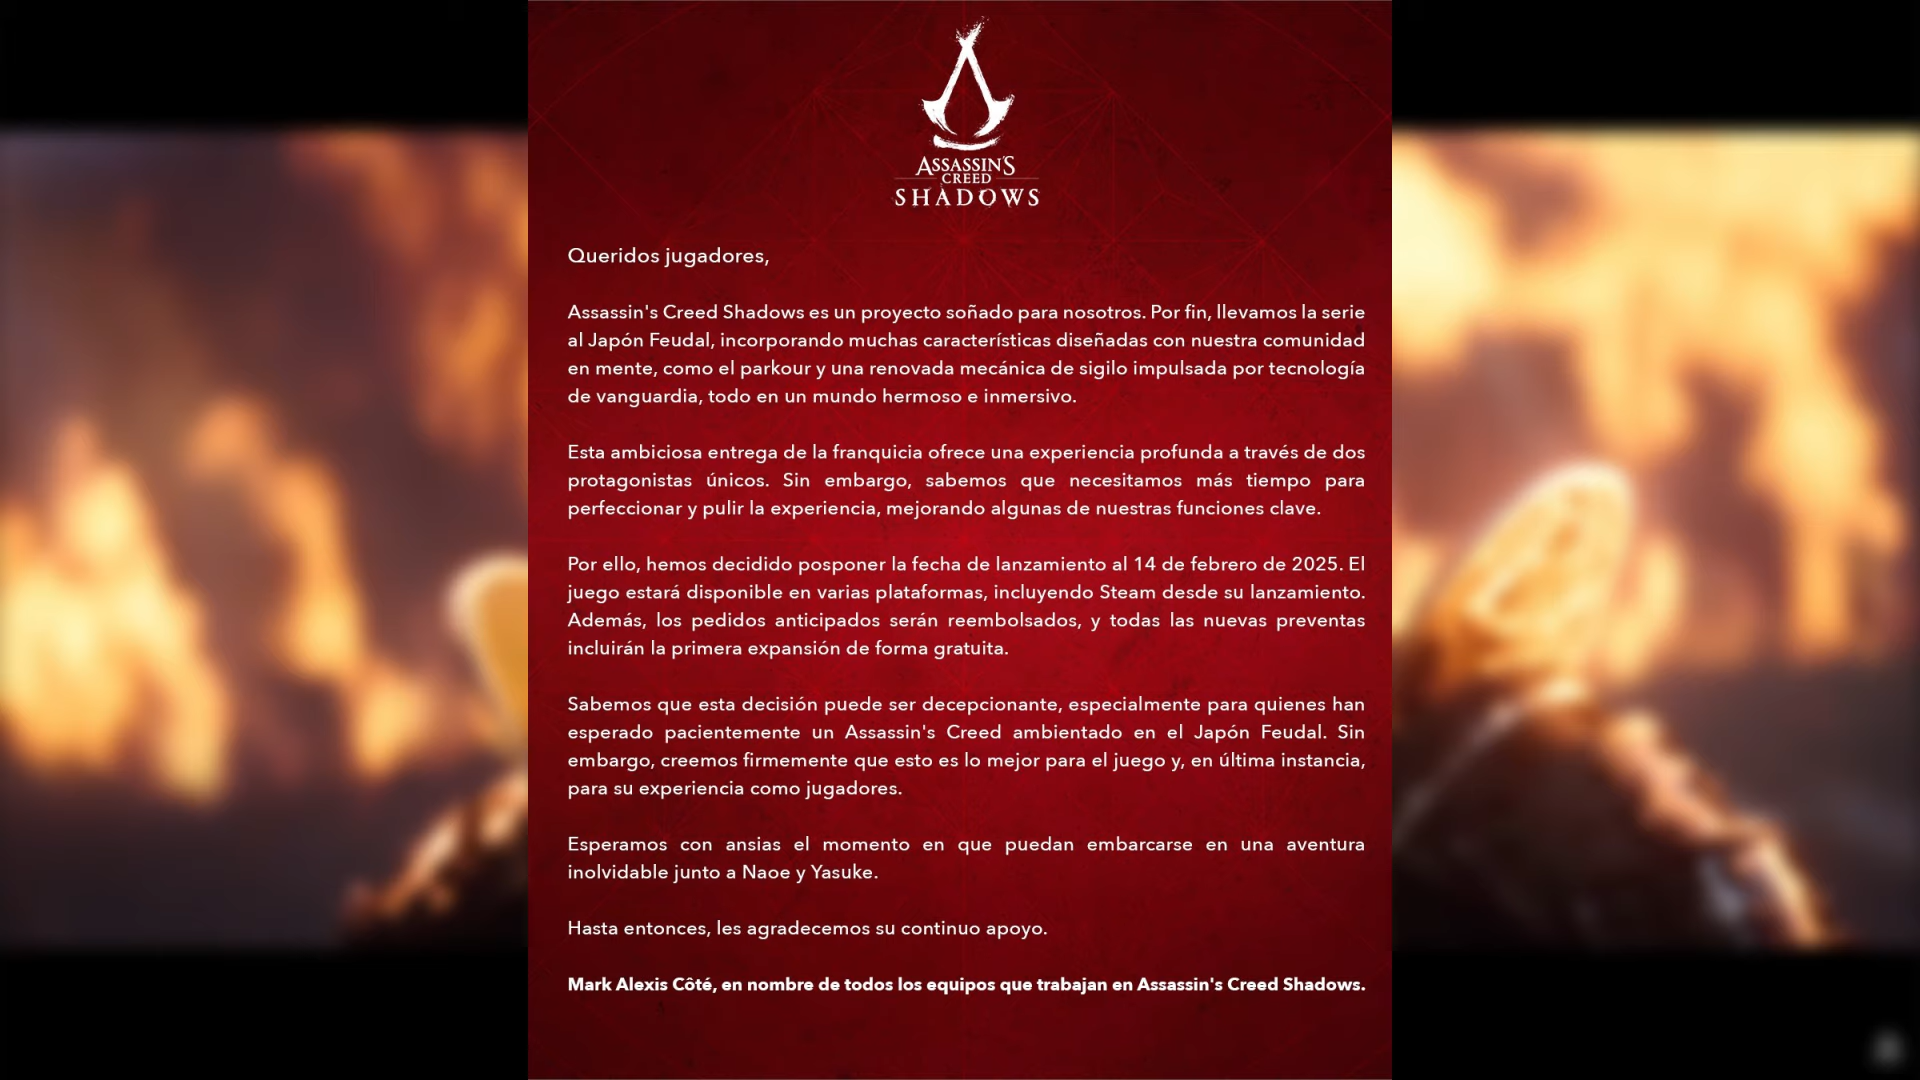 ASSASSIN'S
CREED
SHADOWS
Queridos jugadores,
Assassin's Creed Shadows es un proyecto soñado para nosotros. Por fin, llevamos la serie
al Japón Feudal, incorporando muchas características diseñadas con nuestra comunidad
en mente, como el parkour y una renovada mecánica de sigilo impulsada por tecnología
de vanguardia, todo en un mundo hermoso e inmersivo.
Esta ambiciosa entrega de la franquicia ofrece una experiencia profunda a través de dos
protagonistas únicos. Sin embargo, sabemos que necesitamos más tiempo para
perfeccionar y pulir la experiencia, mejorando algunas de nuestras funciones clave.
Por ello, hemos decidido posponer la fecha de lanzamiento al 14 de febrero de 2025. El
juego estará disponible en varias plataformas, incluyendo Steam desde su lanzamiento.
Además, los pedidos anticipados serán reembolsados, y todas las nuevas preventas
incluirán la primera expansión de forma gratuita.
Sabemos que esta decisión puede ser decepcionante, especialmente para quienes han
esperado pacientemente un Assassin's Creed ambientado en el Japón Feudal. Sin
embargo, creemos firmemente que esto es lo mejor para el juego y, en última instancia,
para su experiencia como jugadores.
Esperamos con ansias el momento en que puedan embarcarse en una aventura
inolvidable junto a Naoe y Yasuke.
Hasta entonces, les agradecemos su continuo apoyo.
Mark Alexis Côté, en nombre de todos los equipos que trabajan en Assassin's Creed Shadows.